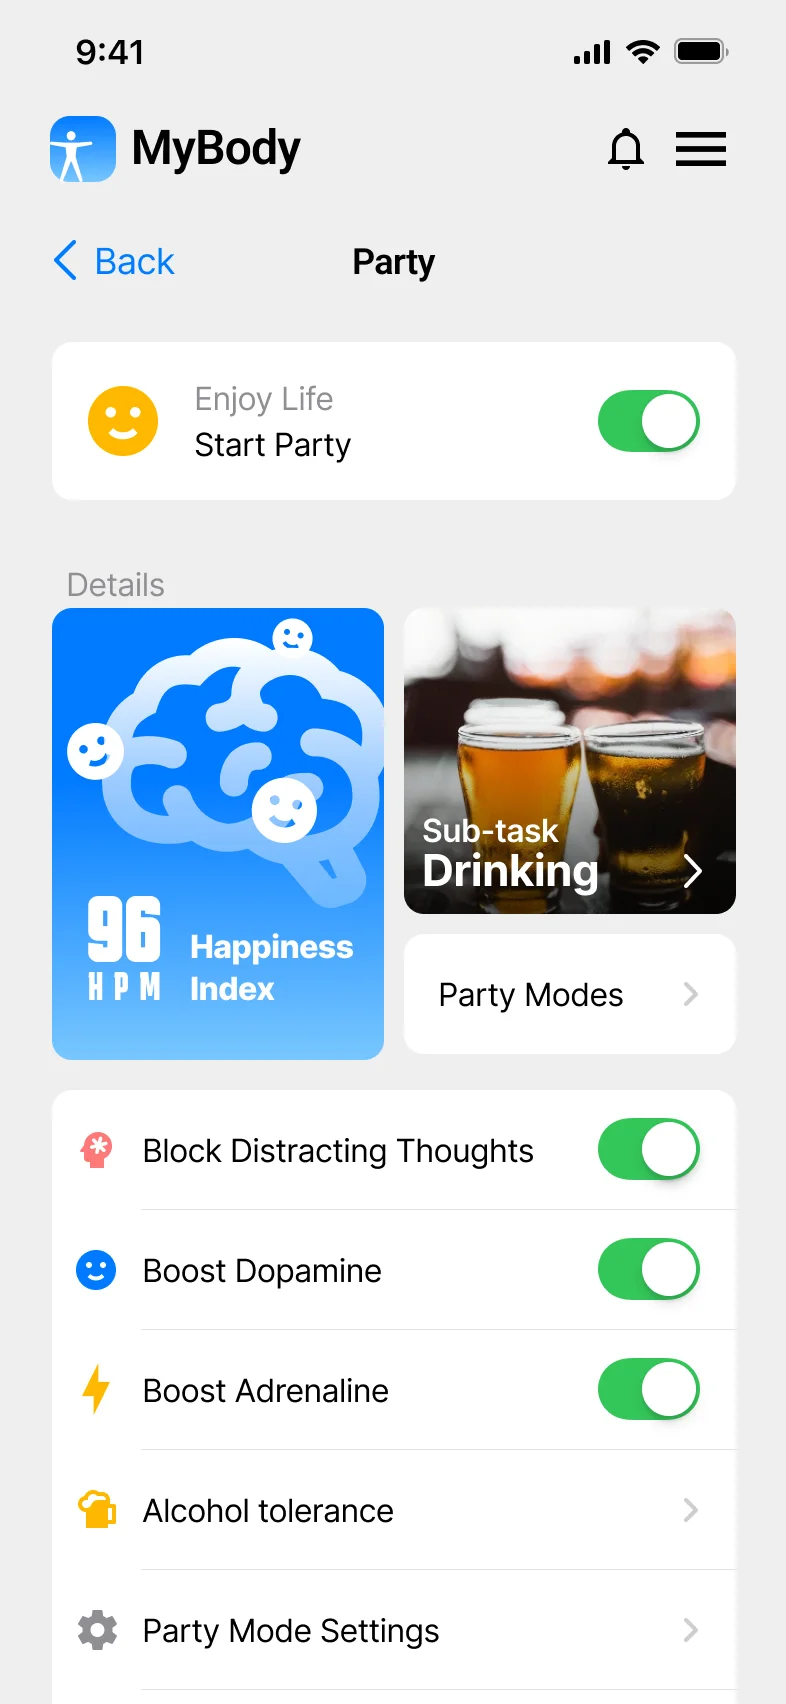 9:41
MyBody
Back
Party
Enjoy Life
Start Party
Details
96
HPM
Happiness
Index
Sub-task
Drinking
Party Modes
Block Distracting Thoughts
Boost Dopamine
Boost Adrenaline
Alcohol tolerance
Party Mode Settings